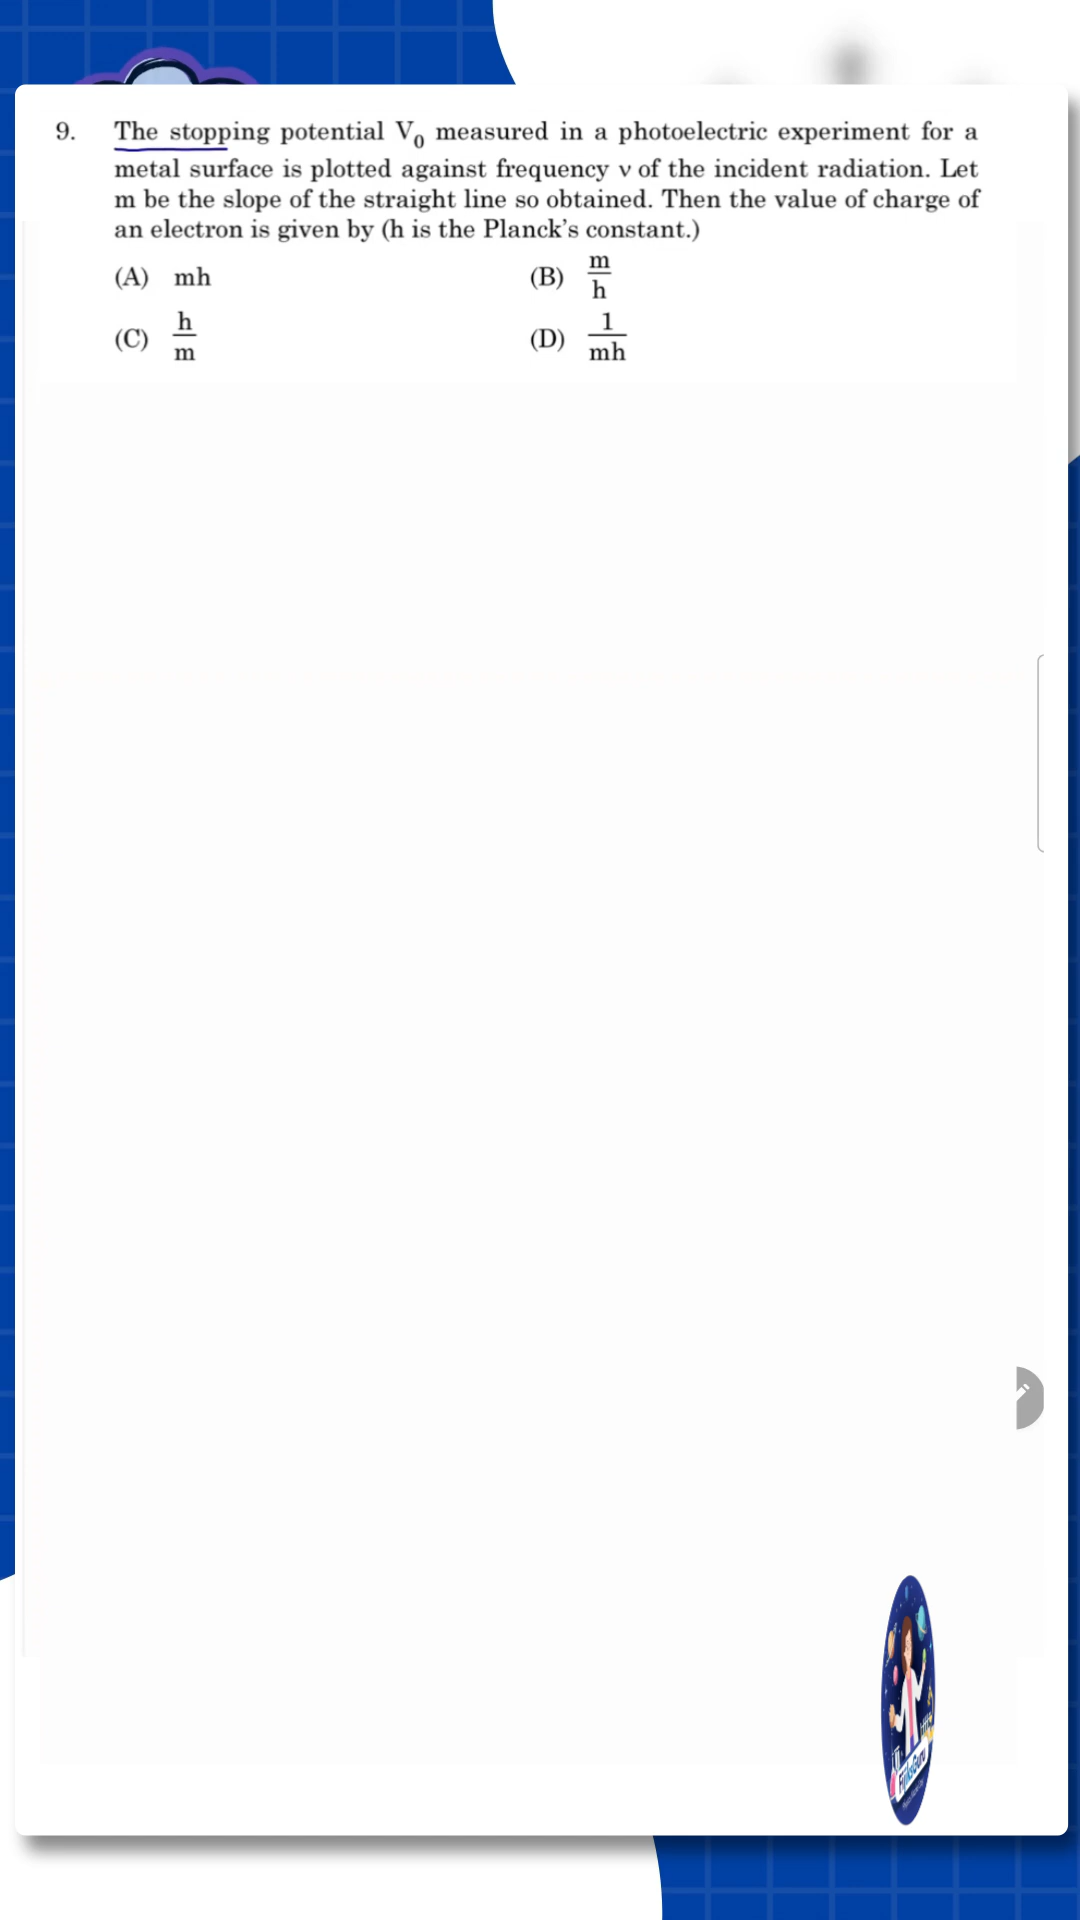 9. The stopping potential V₀ measured in a photoelectric experiment for a
metal surface is plotted against frequency ν of the incident radiation. Let
m be the slope of the straight line so obtained. Then the value of charge of
an electron is given by (h is the Planck's constant.)
(A) mh (B) m/h
(C) h/m (D) 1/mh